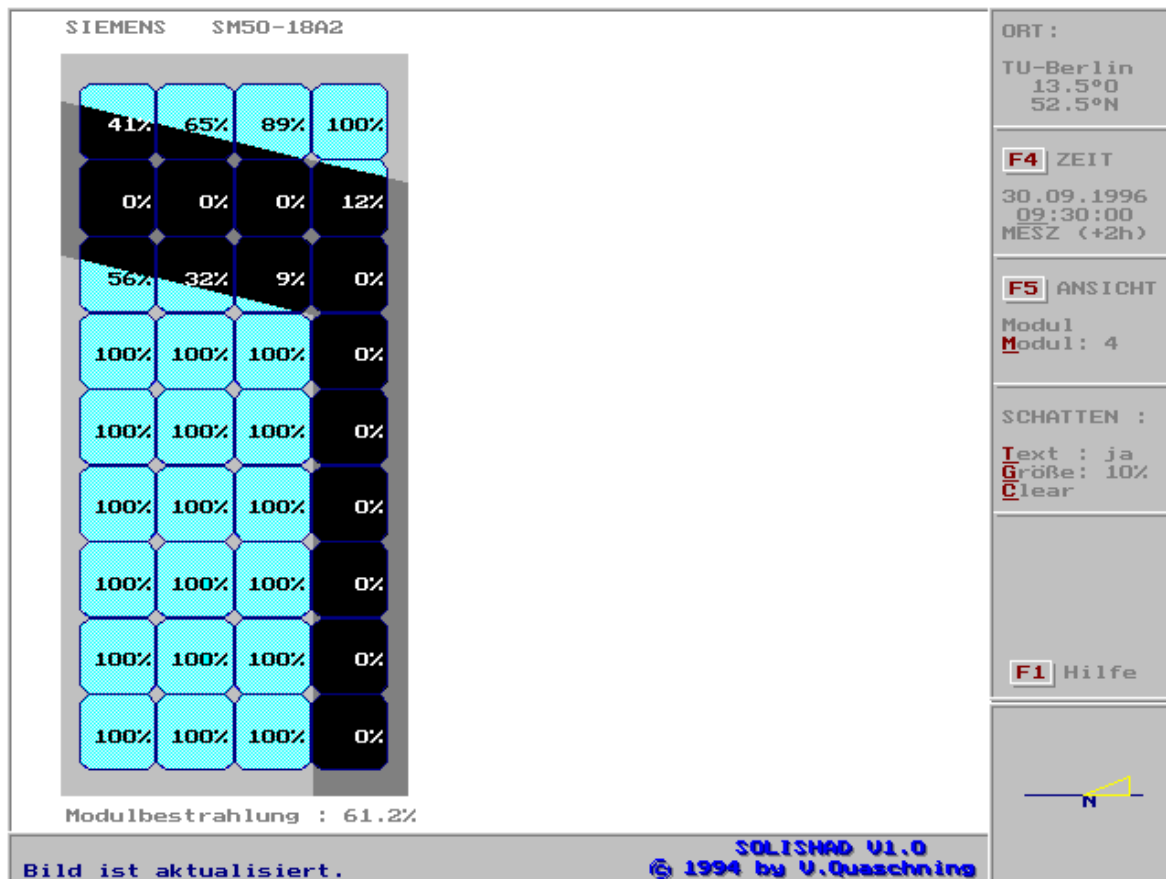 SIEMENS SM50-18A2
41% 65% 89% 100%
0% 0% 0% 12%
56% 32% 9% 0%
100% 100% 100% 0%
100% 100% 100% 0%
100% 100% 100% 0%
100% 100% 100% 0%
100% 100% 100% 0%
100% 100% 100% 0%
Modulbestrahlung : 61.2%
ORT:
TU-Berlin
13.5°O
52.5°N
F4 ZEIT
30.09.1996
09:30:00
MESZ (+2h)
F5 ANSICHT
Modul
Modul: 4
SCHATTEN :
Text : ja
Größe: 10%
Clear
F1 Hilfe
N
Bild ist aktualisiert.
SOLISHAD V1.0
© 1994 by V.Quaschning